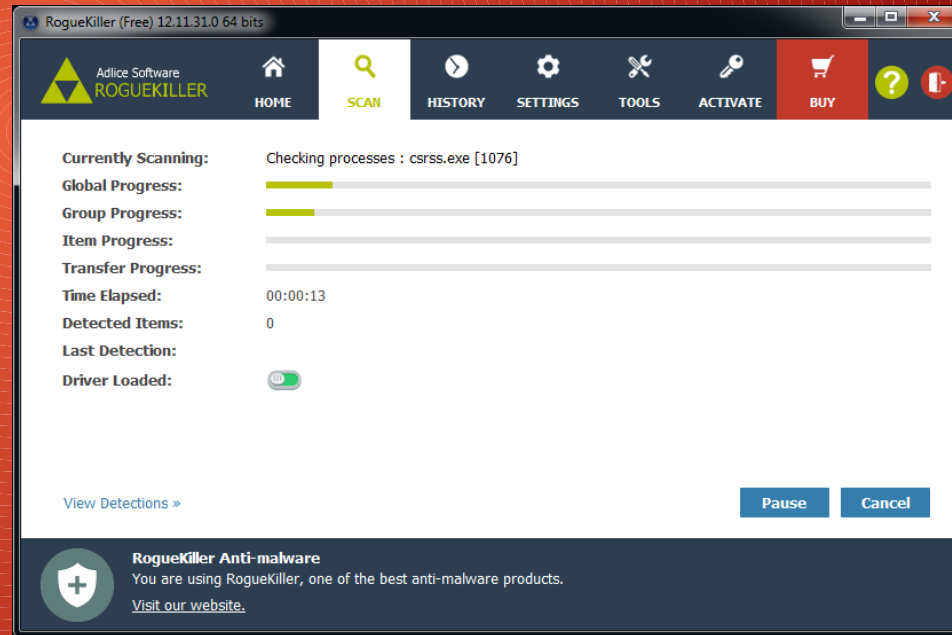 RogueKiller (Free) 12.11.31.0 64 bits
Adlice Software
ROGUEKILLER
HOME
SCAN
HISTORY
SETTINGS
TOOLS
ACTIVATE
BUY
?
Currently Scanning: Checking processes : csrss.exe [1076]
Global Progress:
Group Progress:
Item Progress:
Transfer Progress:
Time Elapsed: 00:00:13
Detected Items: 0
Last Detection:
Driver Loaded:
View Detections »
Pause
Cancel
RogueKiller Anti-malware
You are using RogueKiller, one of the best anti-malware products.
Visit our website.